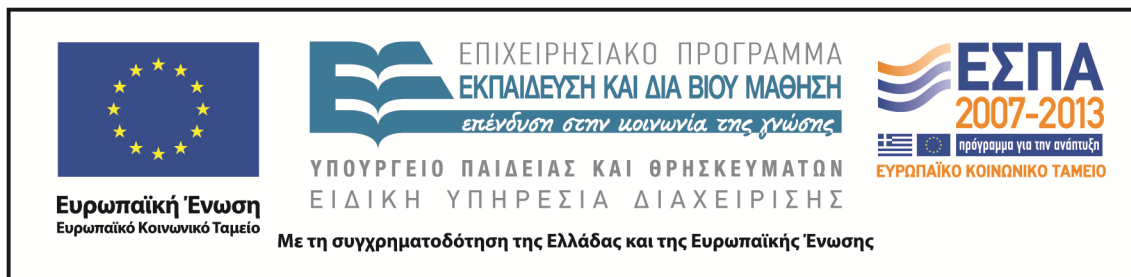 Ευρωπαϊκή Ένωση
Ευρωπαϊκό Κοινωνικό Ταμείο
ΕΠΙΧΕΙΡΗΣΙΑΚΟ ΠΡΟΓΡΑΜΜΑ
ΕΚΠΑΙΔΕΥΣΗ ΚΑΙ ΔΙΑ ΒΙΟΥ ΜΑΘΗΣΗ
επένδυση στην κοινωνία της γνώσης
ΥΠΟΥΡΓΕΙΟ ΠΑΙΔΕΙΑΣ ΚΑΙ ΘΡΗΣΚΕΥΜΑΤΩΝ
ΕΙΔΙΚΗ ΥΠΗΡΕΣΙΑ ΔΙΑΧΕΙΡΙΣΗΣ
ΕΣΠΑ
2007-2013
πρόγραμμα για την ανάπτυξη
ΕΥΡΩΠΑΪΚΟ ΚΟΙΝΩΝΙΚΟ ΤΑΜΕΙΟ
Με τη συγχρηματοδότηση της Ελλάδας και της Ευρωπαϊκής Ένωσης